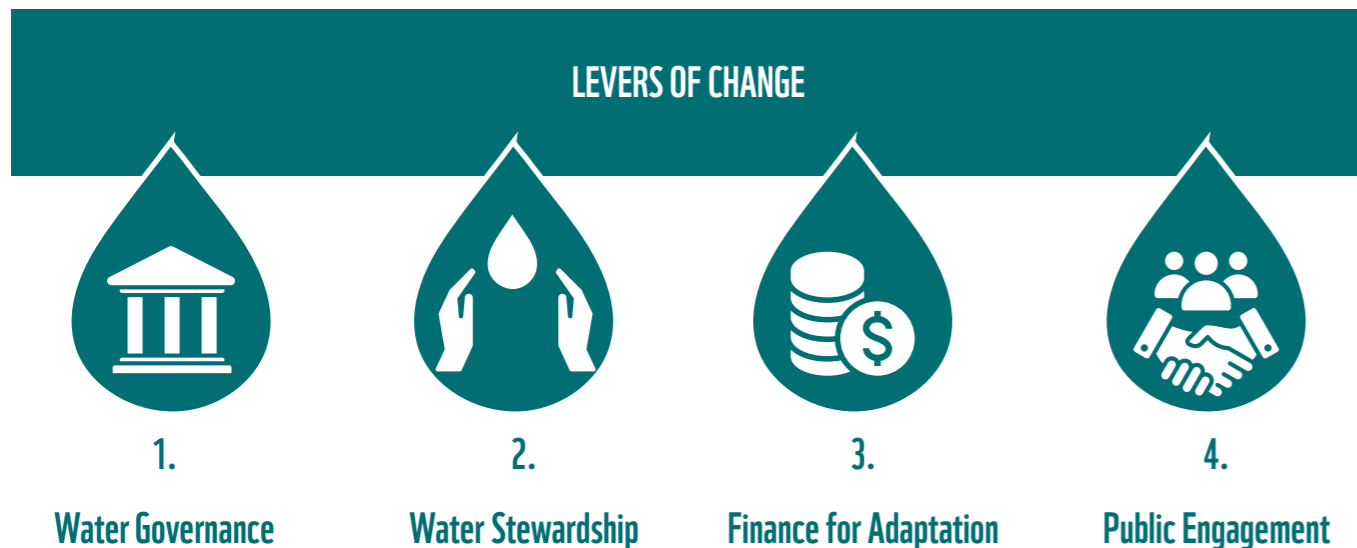 LEVERS OF CHANGE
$
1.
2.
3.
4.
Water Governance
Water Stewardship
Finance for Adaptation
Public Engagement